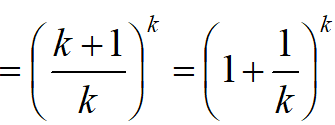 = ( (k + 1) / k )^k = ( 1 + 1/k )^k